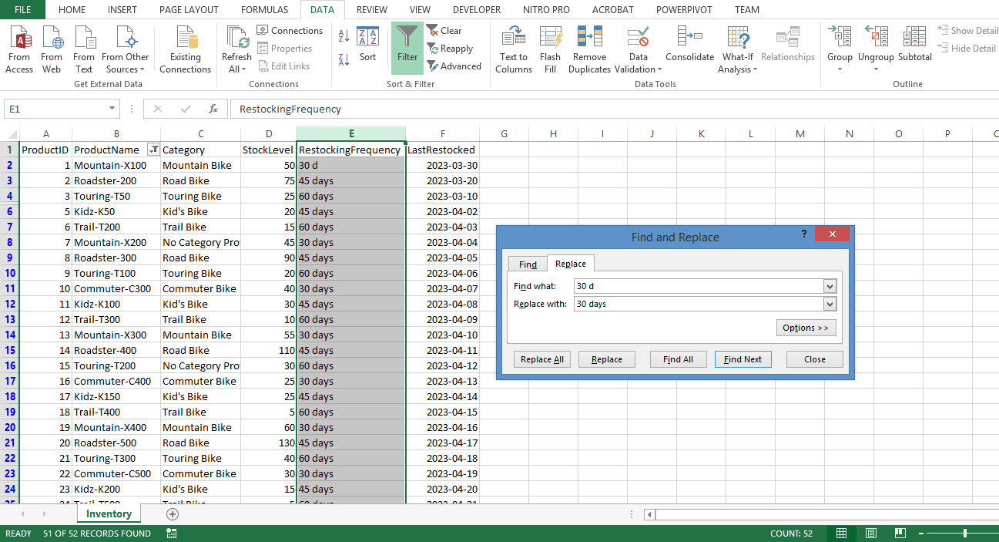 FILE HOME INSERT PAGE LAYOUT FORMULAS DATA REVIEW VIEW DEVELOPER NITRO PRO ACROBAT POWERPIVOT TEAM
From Access
From Web
From Text
From Other Sources
Existing Connections
Get External Data
Refresh All
Connections
Properties
Edit Links
Connections
Sort
Filter
Clear
Reapply
Advanced
Sort & Filter
Text to Columns
Flash Fill
Remove Duplicates
Data Validation
Consolidate
What-If Analysis
Relationships
Data Tools
Group
Ungroup
Subtotal
Show Detail
Hide Detail
Outline
E1 fx RestockingFrequency
A B C D E F G H I J K L M N O P
1 ProductID ProductName Category StockLevel RestockingFrequency LastRestocked
2 1 Mountain-X100 Mountain Bike 50 30 d 2023-03-30
3 2 Roadster-200 Road Bike 75 45 days 2023-03-20
4 3 Touring-T50 Touring Bike 25 60 days 2023-03-10
6 5 Kidz-K50 Kid's Bike 20 45 days 2023-04-02
7 6 Trail-T200 Trail Bike 15 60 days 2023-04-03
8 7 Mountain-X200 No Category Pro 45 30 days 2023-04-04
9 8 Roadster-300 Road Bike 90 45 days 2023-04-05
10 9 Touring-T100 Touring Bike 20 60 days 2023-04-06
11 10 Commuter-C300 Commuter Bike 40 30 days 2023-04-07
12 11 Kidz-K100 Kid's Bike 30 45 days 2023-04-08
13 12 Trail-T300 Trail Bike 10 60 days 2023-04-09
14 13 Mountain-X300 Mountain Bike 55 30 days 2023-04-10
15 14 Roadster-400 Road Bike 110 45 days 2023-04-11
16 15 Touring-T200 No Category Pro 30 60 days 2023-04-12
17 16 Commuter-C400 Commuter Bike 25 30 days 2023-04-13
18 17 Kidz-K150 Kid's Bike 25 45 days 2023-04-14
19 18 Trail-T400 Trail Bike 5 60 days 2023-04-15
20 19 Mountain-X400 Mountain Bike 60 30 days 2023-04-16
21 20 Roadster-500 Road Bike 130 45 days 2023-04-17
22 21 Touring-T300 Touring Bike 40 60 days 2023-04-18
23 22 Commuter-C500 Commuter Bike 30 30 days 2023-04-19
24 23 Kidz-K200 Kid's Bike 15 45 days 2023-04-20
Find and Replace ?
Find Replace
Find what: 30 d
Replace with: 30 days
Options >>
Replace All Replace Find All Find Next Close
Inventory
READY 51 OF 52 RECORDS FOUND COUNT: 52